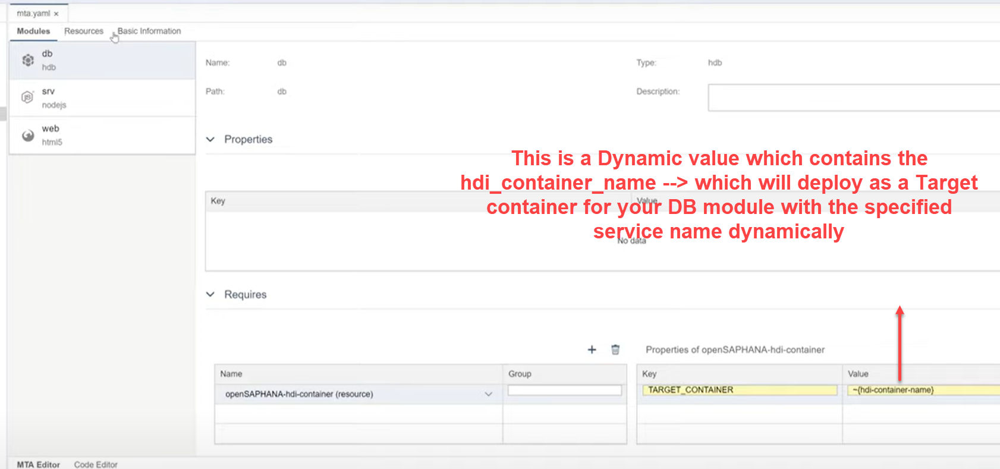 mta.yaml ×
Modules Resources Basic Information
db
hdb
srv
nodejs
web
html5
Name: db Type: hdb
Path: db Description:
Properties
This is a Dynamic value which contains the
hdi_container_name --> which will deploy as a Target
container for your DB module with the specified
service name dynamically
Key Value
No data
Requires
+ Properties of openSAPHANA-hdi-container
Name Group Key Value
openSAPHANA-hdi-container (resource) TARGET_CONTAINER ~{hdi-container-name}
MTA Editor Code Editor